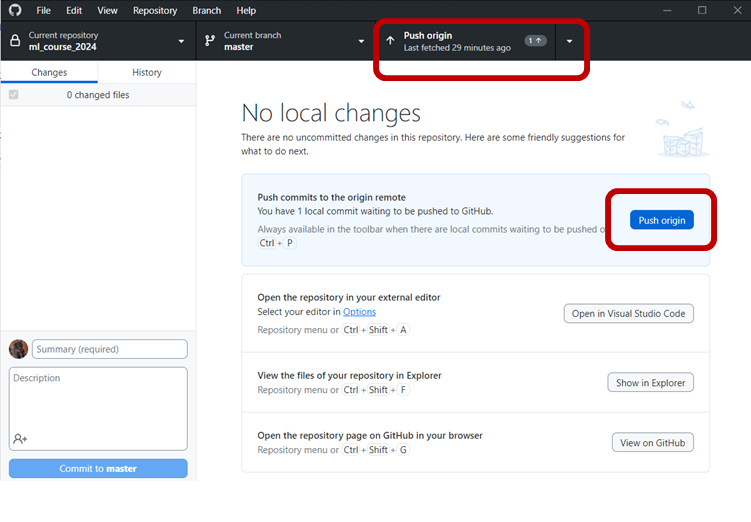 File Edit View Repository Branch Help
Current repository
ml_course_2024
Current branch
master
Push origin
Last fetched 29 minutes ago
1
Changes History
0 changed files
No local changes
There are no uncommitted changes in this repository. Here are some friendly suggestions for
what to do next.
Push commits to the origin remote
You have 1 local commit waiting to be pushed to GitHub.
Always available in the toolbar when there are local commits waiting to be pushed o
Ctrl + P
Push origin
Open the repository in your external editor
Select your editor in Options
Repository menu or Ctrl + Shift + A
Open in Visual Studio Code
View the files of your repository in Explorer
Repository menu or Ctrl + Shift + F
Show in Explorer
Open the repository page on GitHub in your browser
Repository menu or Ctrl + Shift + G
View on GitHub
Summary (required)
Description
Commit to master